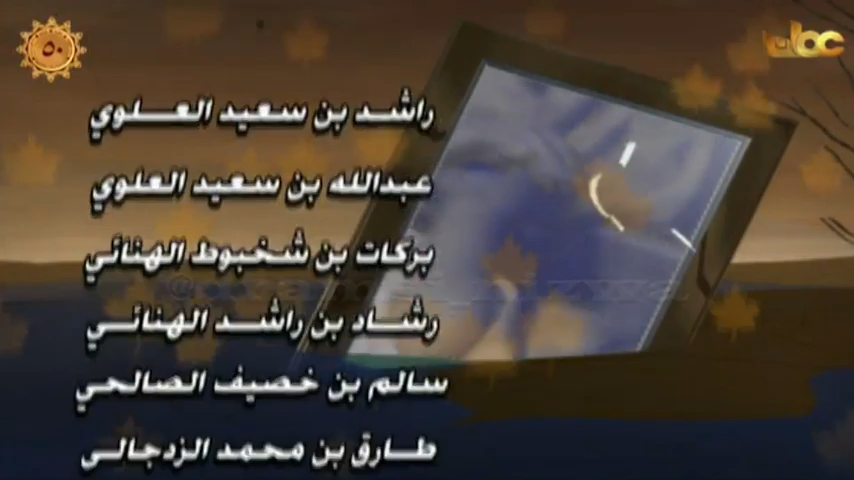 ٥٠
عمان
راشد بن سعيد العلوي
عبدالله بن سعيد العلوي
بركات بن شخبوط الهنائي
رشاد بن راشد الهنائي
سالم بن خصيف الصالحي
طارق بن محمد الزدجالي